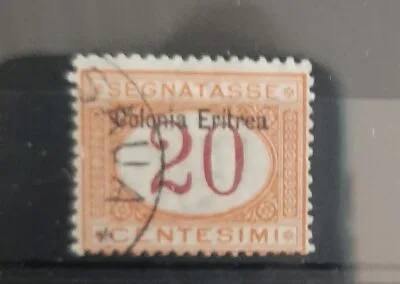 SEGNATASSE
Colonia Eritrea
20
CENTESIMI